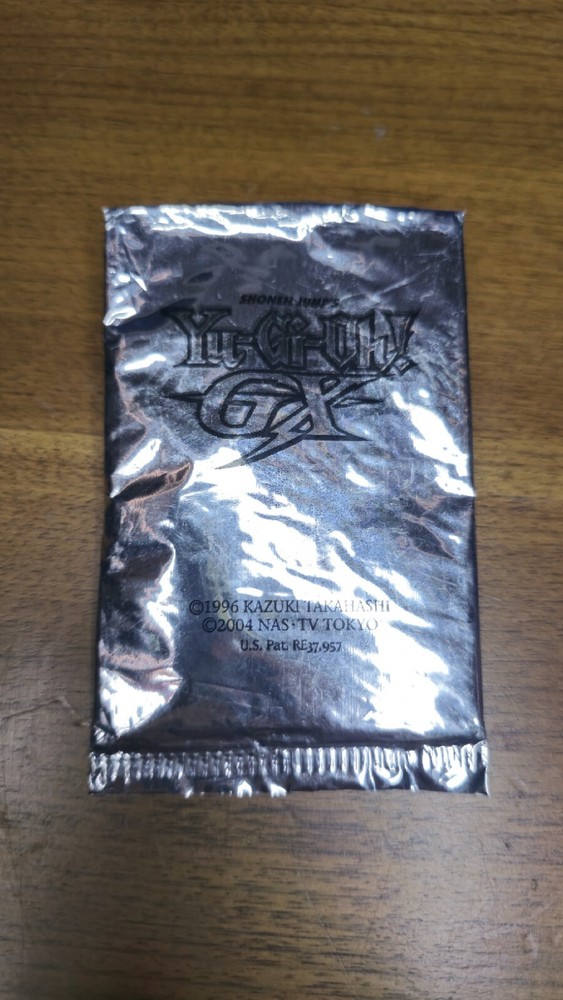 SHONEN JUMP'S
Yu-Gi-Oh!
GX
©1996 KAZUKI TAKAHASHI
©2004 NAS・TV TOKYO
U.S. Pat. RE37,957